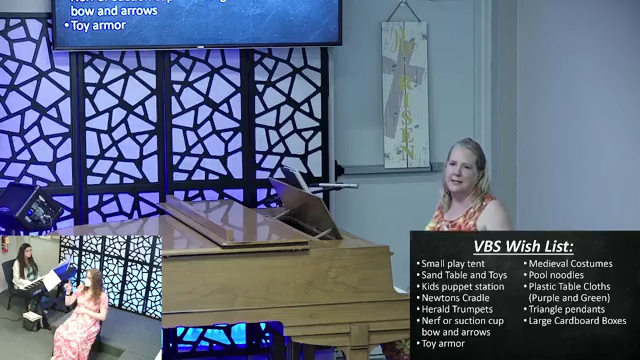 bow and arrows
• Toy armor
HE
IS
RISEN
VBS Wish List:
• Small play tent
• Sand Table and Toys
• Kids puppet station
• Newtons Cradle
• Herald Trumpets
• Nerf or suction cup
bow and arrows
• Toy armor
• Medieval Costumes
• Pool noodles
• Plastic Table Cloths
(Purple and Green)
• Triangle pendants
• Large Cardboard Boxes